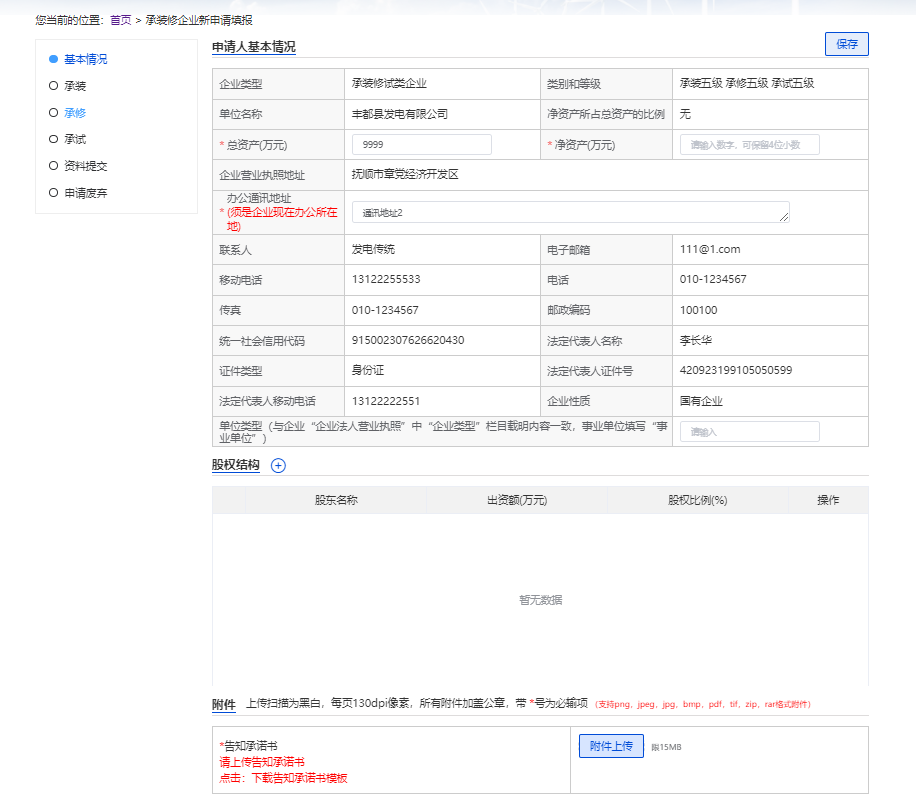 您当前的位置：首页 > 承装修企业新申请填报
基本情况
承装
承修
承试
资料提交
申请废弃
申请人基本情况
保存
企业类型 承装修试类企业 类别和等级 承装五级 承修五级 承试五级
单位名称 丰都县发电有限公司 净资产所占总资产的比例 无
* 总资产(万元) 9999 * 净资产(万元) 请输入数字，可保留4位小数
企业营业执照地址 抚顺市章党经济开发区
办公通讯地址
* (须是企业现在办公所在
地)
通讯地址2
联系人 发电传统 电子邮箱 111@1.com
移动电话 13122255533 电话 010-1234567
传真 010-1234567 邮政编码 100100
统一社会信用代码 915002307626620430 法定代表人名称 李长华
证件类型 身份证 法定代表人证件号 420923199105050599
法定代表人移动电话 13122222551 企业性质 国有企业
单位类型（与企业“企业法人营业执照”中“企业类型”栏目载明内容一致，事业单位填写“事
业单位”）
请输入
股权结构
股东名称 出资额(万元) 股权比例(%) 操作
暂无数据
附件 上传扫描为黑白，每页130dpi像素，所有附件加盖公章，带 *号为必输项 （支持png，jpeg，jpg，bmp，pdf，tif，zip，rar格式附件）
*告知承诺书
请上传告知承诺书
点击：下载告知承诺书模板
附件上传 限15MB